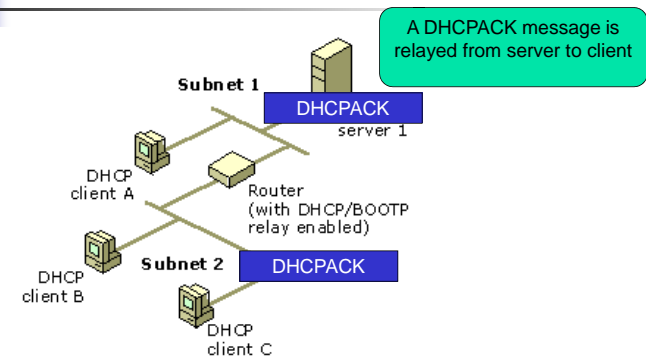 A DHCPACK message is
relayed from server to client
Subnet 1
DHCPACK
server 1
DHCP
client A
Router
(with DHCP/BOOTP
relay enabled)
DHCP
client B
Subnet 2
DHCPACK
DHCP
client C